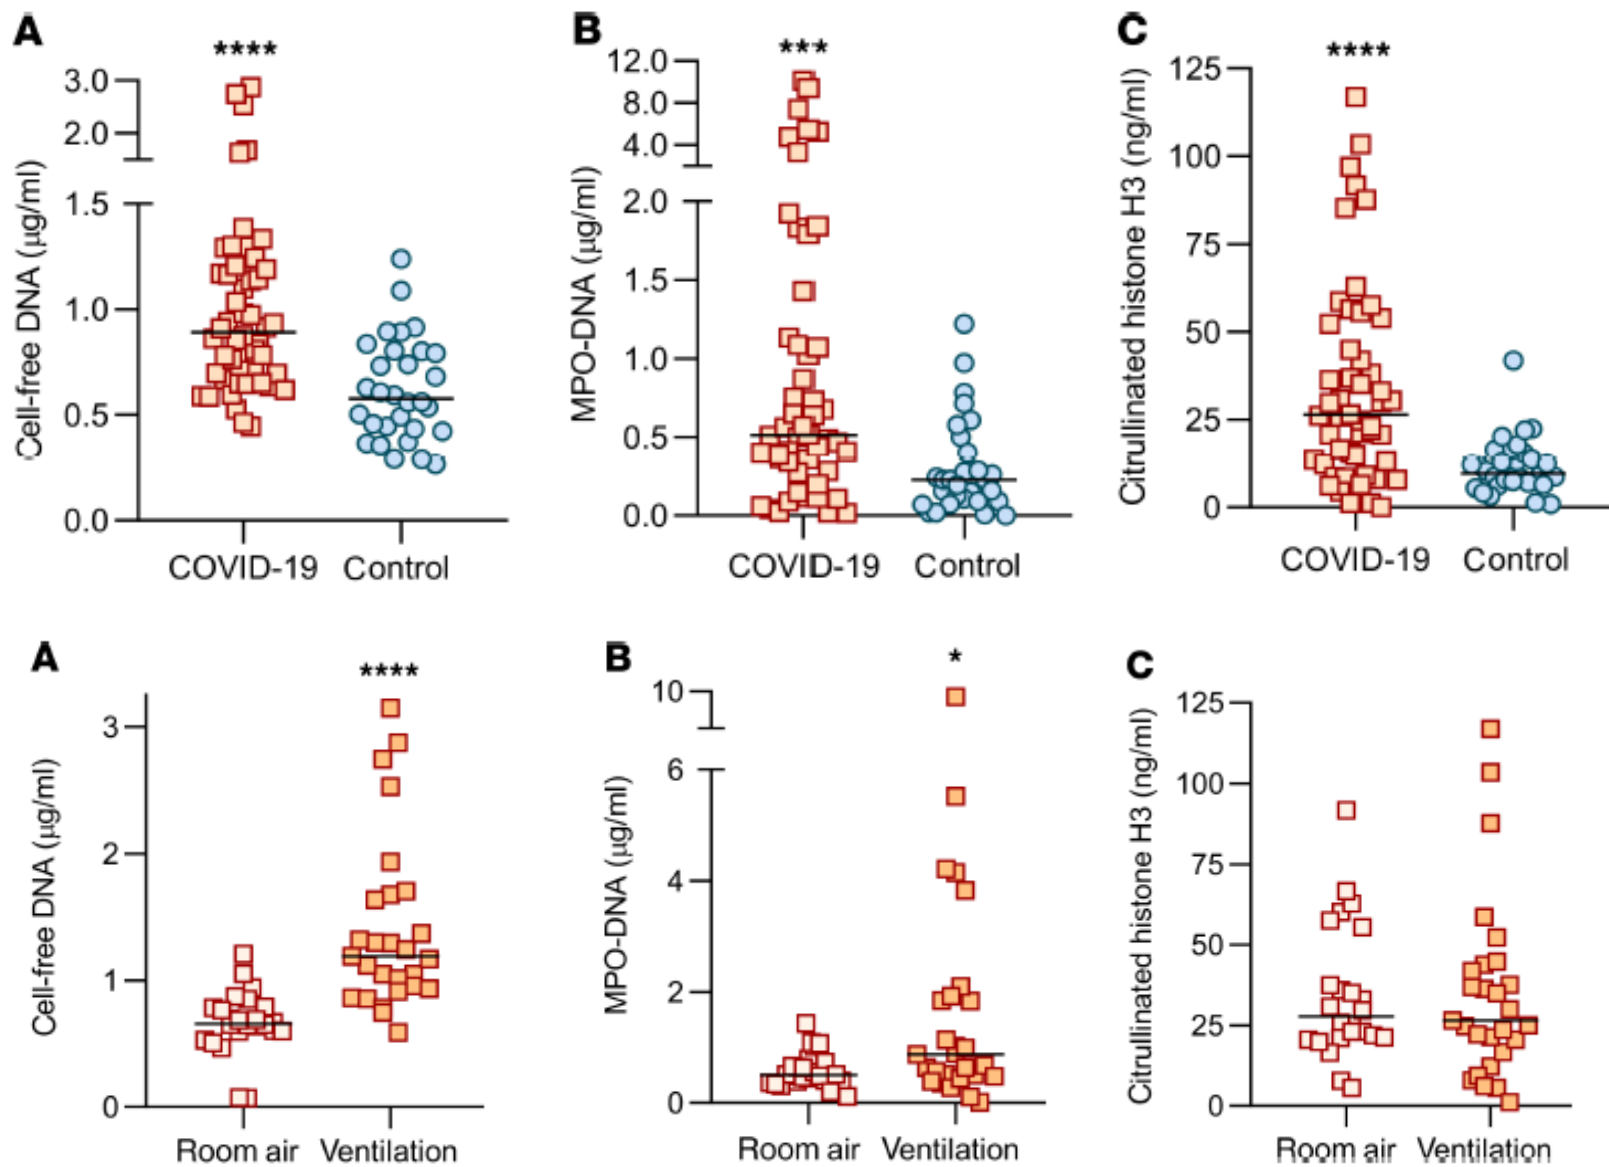 A
****
Cell-free DNA (µg/ml)
3.0
2.0
1.5
1.0
0.5
0.0
COVID-19 Control
B
***
MPO-DNA (µg/ml)
12.0
8.0
4.0
2.0
1.5
1.0
0.5
0.0
COVID-19 Control
C
****
Citrullinated histone H3 (ng/ml)
125
100
75
50
25
0
COVID-19 Control
A
****
Cell-free DNA (µg/ml)
3
2
1
0
Room air Ventilation
B
*
MPO-DNA (µg/ml)
10
6
4
2
0
Room air Ventilation
C
Citrullinated histone H3 (ng/ml)
125
100
75
50
25
0
Room air Ventilation